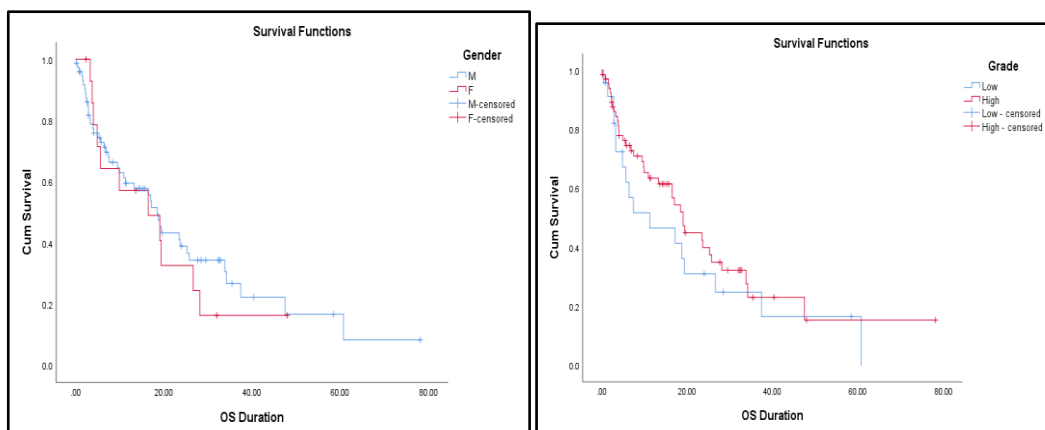 Survival Functions
Gender
M
F
M-censored
F-censored
Cum Survival
1.0
0.8
0.6
0.4
0.2
0.0
.00
20.00
40.00
60.00
80.00
OS Duration
Survival Functions
Grade
Low
High
Low - censored
High - censored
Cum Survival
1.0
0.8
0.6
0.4
0.2
0.0
.00
20.00
40.00
60.00
80.00
OS Duration